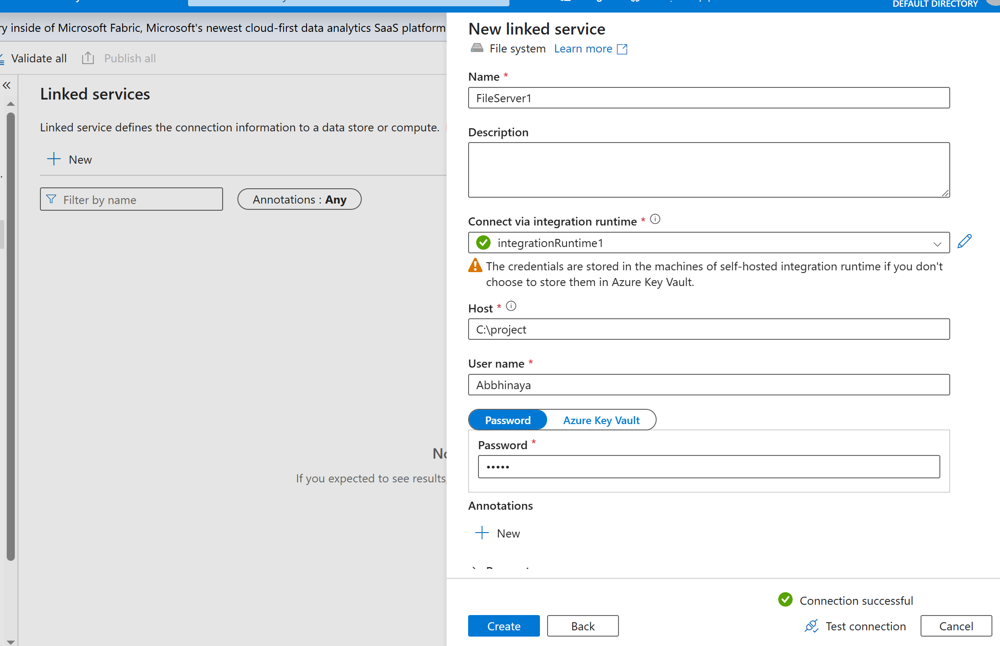 DEFAULT DIRECTORY
ry inside of Microsoft Fabric, Microsoft's newest cloud-first data analytics SaaS platform
Validate all
Publish all
Linked services
Linked service defines the connection information to a data store or compute.
New
Filter by name
Annotations : Any
If you expected to see results,
New linked service
File system Learn more
Name *
FileServer1
Description
Connect via integration runtime *
integrationRuntime1
The credentials are stored in the machines of self-hosted integration runtime if you don't
choose to store them in Azure Key Vault.
Host *
C:\project
User name *
Abbhinaya
Password Azure Key Vault
Password *
•••••
Annotations
New
Connection successful
Create
Back
Test connection
Cancel